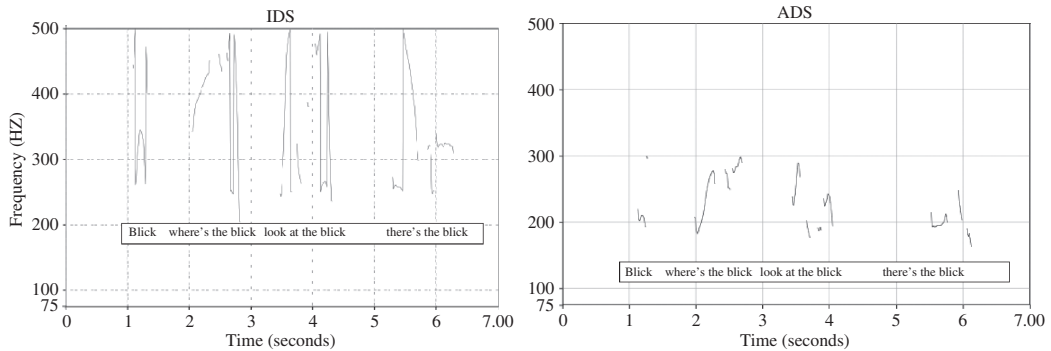 IDS
500
400
Frequency (HZ)
300
200
Blick where's the blick look at the blick there's the blick
100
75
0 1 2 3 4 5 6 7.00
Time (seconds)
ADS
500
400
300
200
Blick where's the blick look at the blick there's the blick
100
75
0 1 2 3 4 5 6 7.00
Time (seconds)